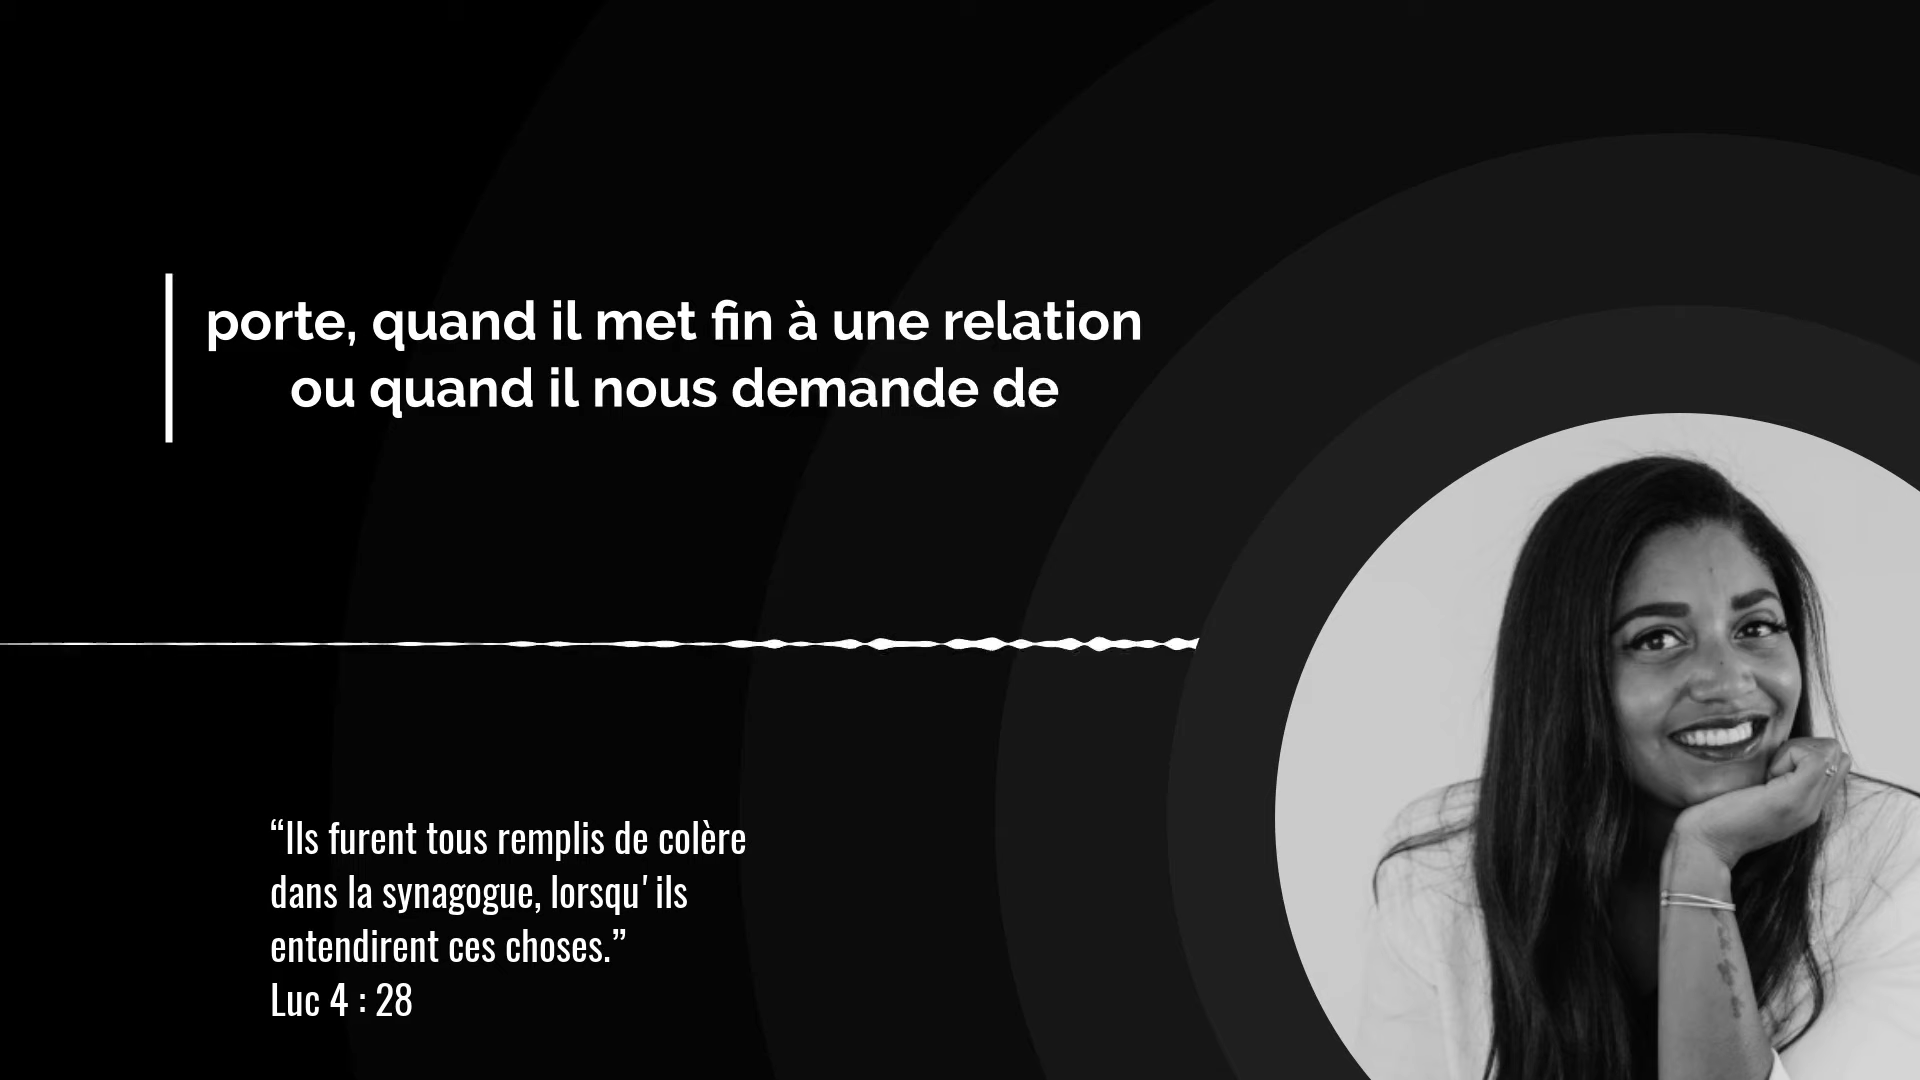 porte, quand il met fin à une relation
ou quand il nous demande de
“Ils furent tous remplis de colère
dans la synagogue, lorsqu'ils
entendirent ces choses.”
Luc 4 : 28